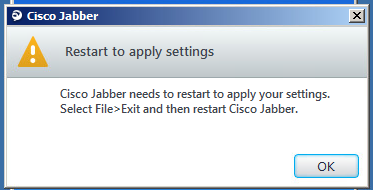 Cisco Jabber
Restart to apply settings
Cisco Jabber needs to restart to apply your settings.
Select File>Exit and then restart Cisco Jabber.
OK